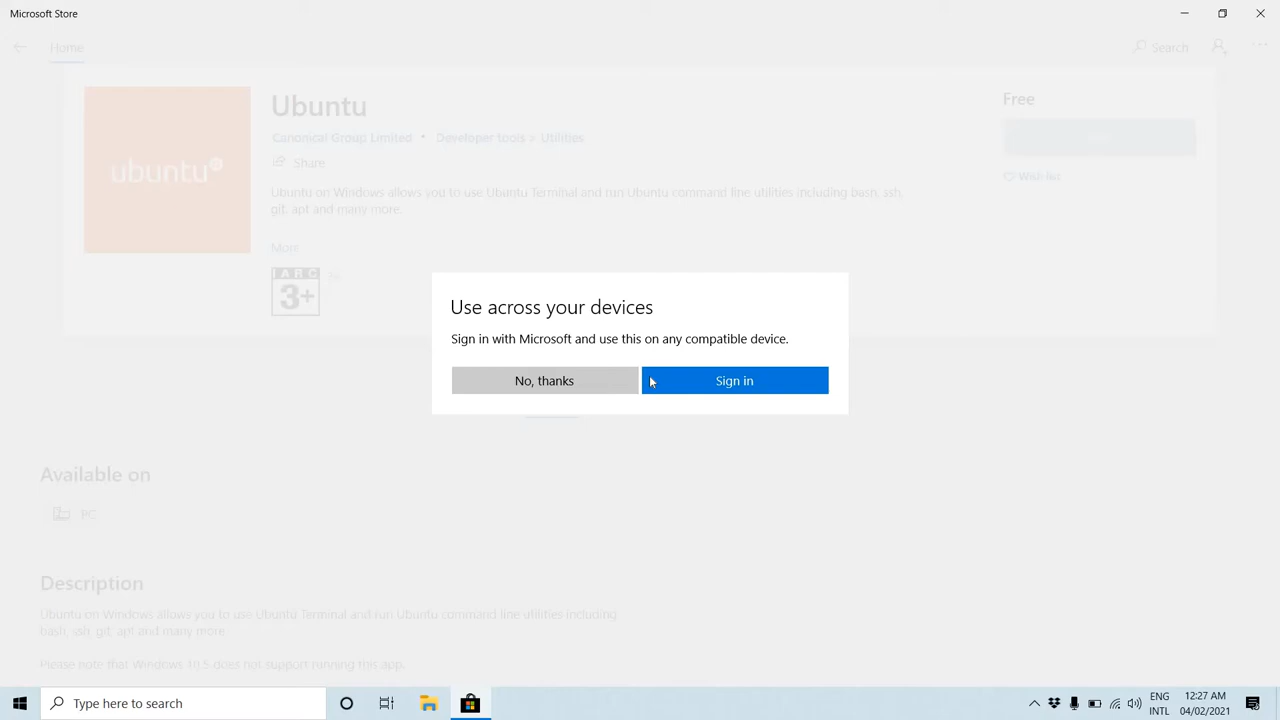 Microsoft Store
Home
Search
Ubuntu
Free
Canonical Group Limited • Developer tools > Utilities
Share
Wish list
ubuntu
Ubuntu on Windows allows you to use Ubuntu Terminal and run Ubuntu command line utilities including bash, ssh,
git, apt and many more.
More
IARC
3+
Use across your devices
Sign in with Microsoft and use this on any compatible device.
No, thanks
Sign in
Available on
PC
Description
Ubuntu on Windows allows you to use Ubuntu Terminal and run Ubuntu command line utilities including
bash, ssh, git, apt and many more.
Please note that Windows 10 S does not support running this app.
Type here to search
ENG
INTL
12:27 AM
04/02/2021